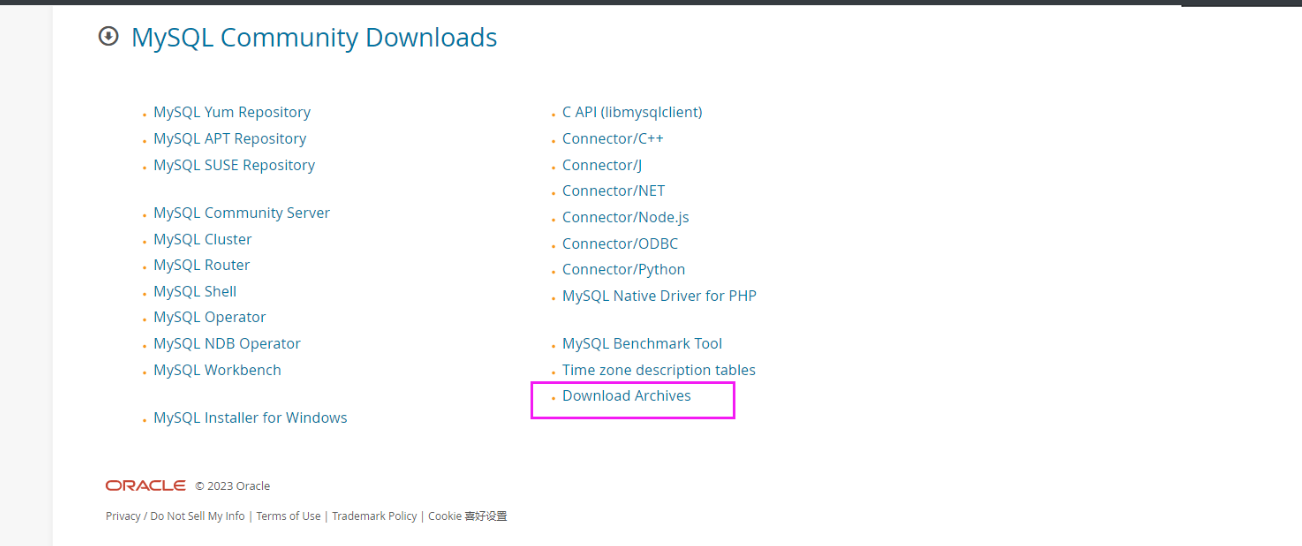 MySQL Community Downloads
MySQL Yum Repository
MySQL APT Repository
MySQL SUSE Repository
MySQL Community Server
MySQL Cluster
MySQL Router
MySQL Shell
MySQL Operator
MySQL NDB Operator
MySQL Workbench
MySQL Installer for Windows
C API (libmysqlclient)
Connector/C++
Connector/J
Connector/NET
Connector/Node.js
Connector/ODBC
Connector/Python
MySQL Native Driver for PHP
MySQL Benchmark Tool
Time zone description tables
Download Archives
ORACLE © 2023 Oracle
Privacy / Do Not Sell My Info | Terms of Use | Trademark Policy | Cookie 喜好设置